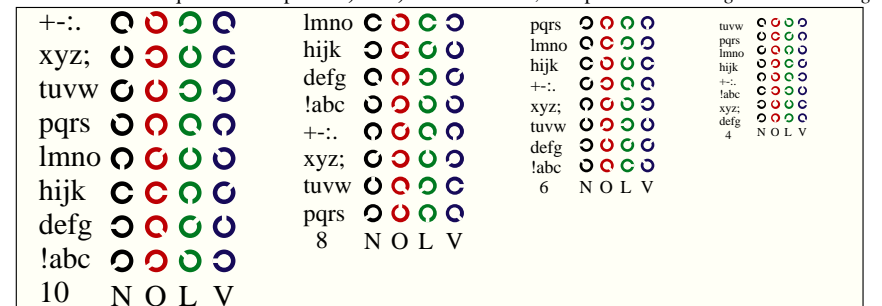 +-:.
xyz;
tuvw
pqrs
lmno
hijk
defg
!abc
10 N O L V
lmno
hijk
defg
!abc
+-:.
xyz;
tuvw
pqrs
8 N O L V
pqrs
lmno
hijk
+-:.
xyz;
tuvw
defg
!abc
6 N O L V
tuvw
pqrs
lmno
hijk
+-:.
!abc
xyz;
defg
4 N O L V